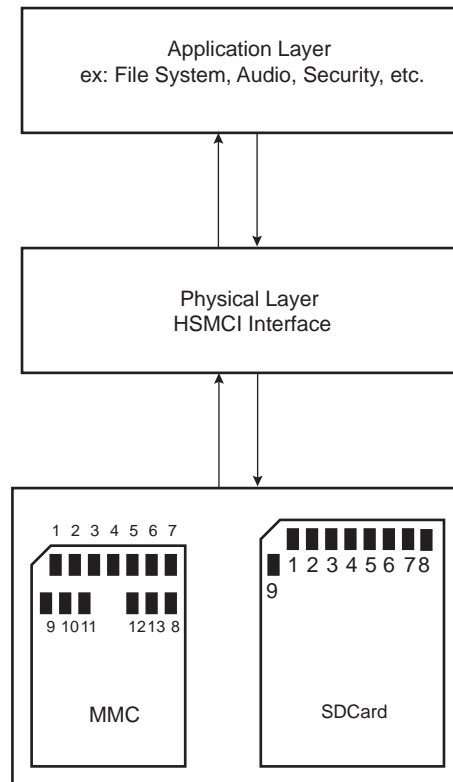 Application Layer
ex: File System, Audio, Security, etc.
Physical Layer
HSMCI Interface
1 2 3 4 5 6 7
9 10 11 12 13 8
MMC
1 2 3 4 5 6 7 8
9
SDCard